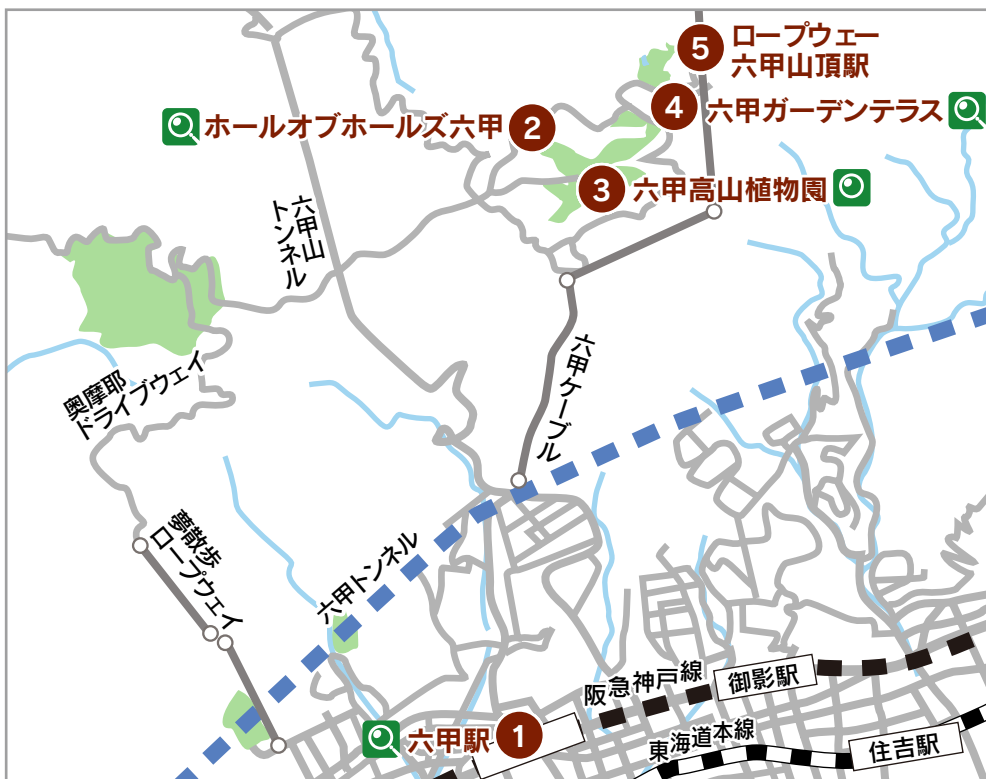 5
ロープウェー
六甲山頂駅
4
六甲ガーデンテラス
ホールオブホールズ六甲
2
3
六甲高山植物園
六甲山
トンネル
奥摩耶
ドライブウェイ
六甲ケーブル
夢散歩
ロープウェイ
六甲トンネル
阪急神戸線
御影駅
六甲駅
1
東海道本線
住吉駅